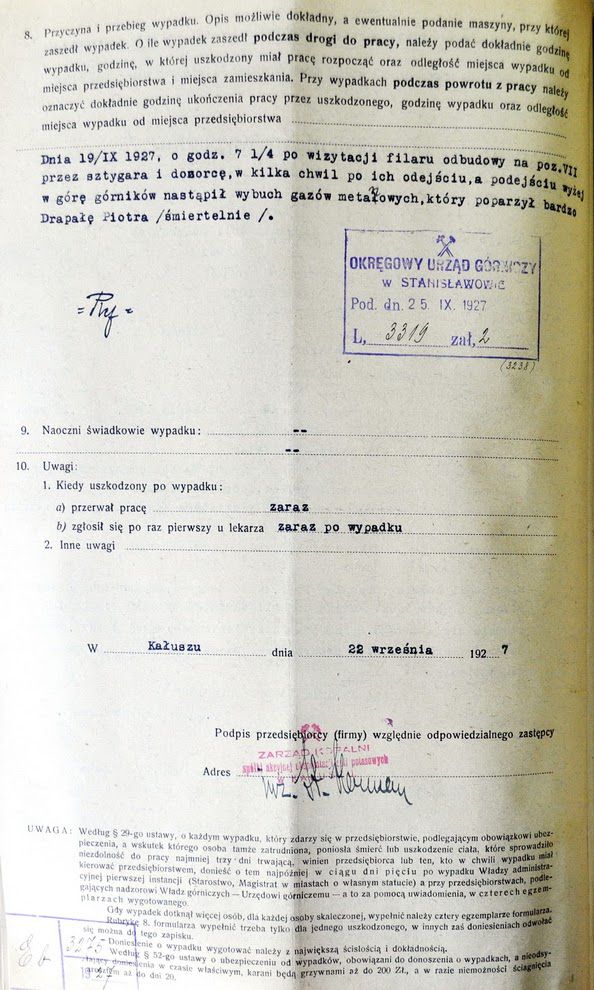 8. Przyczyna i przebieg wypadku. Opis możliwie dokładny, a ewentualnie podanie maszyny, przy której
zaszedł wypadek. O ile wypadek zaszedł podczas drogi do pracy, należy podać dokładnie godzinę
wypadku, godzinę, w której uszkodzony miał pracę rozpocząć oraz odległość miejsca wypadku od
miejsca przedsiębiorstwa i miejsca zamieszkania. Przy wypadkach podczas powrotu z pracy należy
oznaczyć dokładnie godzinę ukończenia pracy przez uszkodzonego, godzinę wypadku oraz odległość
miejsca wypadku od miejsca przedsiębiorstwa
Dnia 19/IX 1927, o godz. 7 1/4 po wizytacji filaru odbudowy na poz.VII
przez sztygara i dozorcę,w kilka chwil po ich odejściu,a podejściu wyżej
w górę górników nastąpił wybuch gazów metanowych,który poparzył bardzo
Drapałę Piotra /śmiertelnie /.
OKRĘGOWY URZĄD GÓRNICZY
W STANISŁAWOWIE
Pod. dn. 25. IX. 1927
L, 3319 zał, 2
(3238)
9. Naoczni świadkowie wypadku: --
--
10. Uwagi:
1. Kiedy uszkodzony po wypadku:
a) przerwał pracę zaraz
b) zgłosił się po raz pierwszy u lekarza zaraz po wypadku
2. Inne uwagi
W Kałuszu dnia 22 września 1927
Podpis przedsiębiorcy (firmy) względnie odpowiedzialnego zastępcy
ZARZĄD KOPALNI
spółki akcyjnej eksploatacji soli potasowych
Adres
UWAGA: Według § 29-go ustawy, o każdym wypadku, który zdarzy się w przedsiębiorstwie, podlegającym obowiązkowi ubez-
pieczenia, a wskutek którego osoba tamże zatrudniona, poniosła śmierć lub uszkodzenie ciała, które sprowadziło
niezdolność do pracy najmniej trzy dni trwającą, winien przedsiębiorca lub ten, kto w chwili wypadku miał
kierować przedsiębiorstwem, donieść o tem najpóźniej w ciągu dni pięciu po wypadku Władzy administra-
cyjnej pierwszej instancji (Starostwo, Magistrat w miastach o własnym statucie) a przy przedsiębiorstwach, podle-
gających nadzorowi Władz górniczych — Urzędowi górniczemu — a to za pomocą uwiadomienia, w czterech egzem-
plarzach wygotowanego.
Gdy wypadek dotknął więcej osób, dla każdej osoby skaleczonej, wypełnić należy cztery egzemplarze formularza.
Rubrykę 8. formularza wypełnić trzeba tylko dla jednego uszkodzonego, w innych zaś doniesieniach odwołać
się można do tego zapisku.
Doniesienie o wypadku wygotować należy z największą ścisłością i dokładnością.
Według § 52-go ustawy o ubezpieczeniu od wypadków, obowiązani do donoszenia o wypadkach, a nieodsy-
łający doniesienia w czasie właściwym, karani będą grzywnami aż do 200 Zł., a w razie niemożności ściągnięcia
aresztem aż do dni 20.
3275
1927